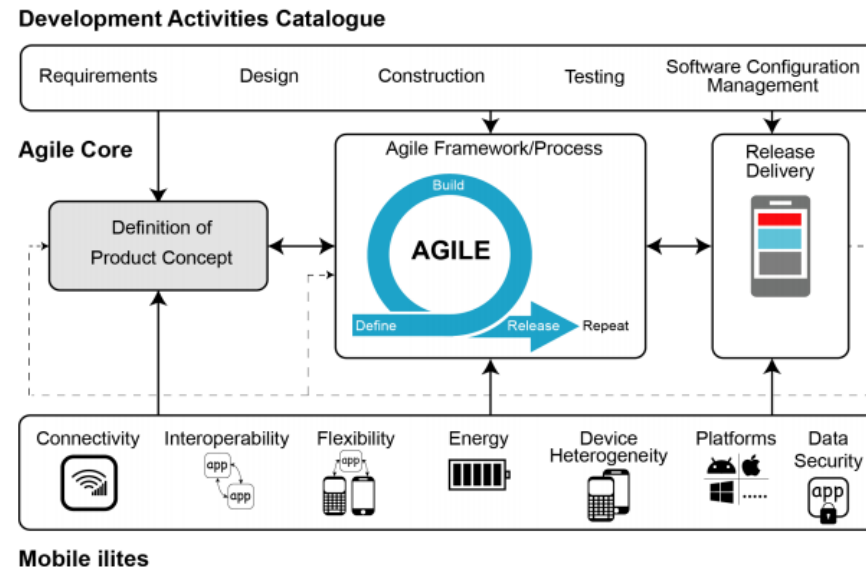 Development Activities Catalogue
Requirements Design Construction Testing Software Configuration
Management
Agile Core
Agile Framework/Process
Release
Delivery
Definition of
Product Concept
Build
AGILE
Define
Release
Repeat
Connectivity Interoperability Flexibility Energy Device
Heterogeneity Platforms Data
Security
app
app
app
.....
app
Mobile ilites